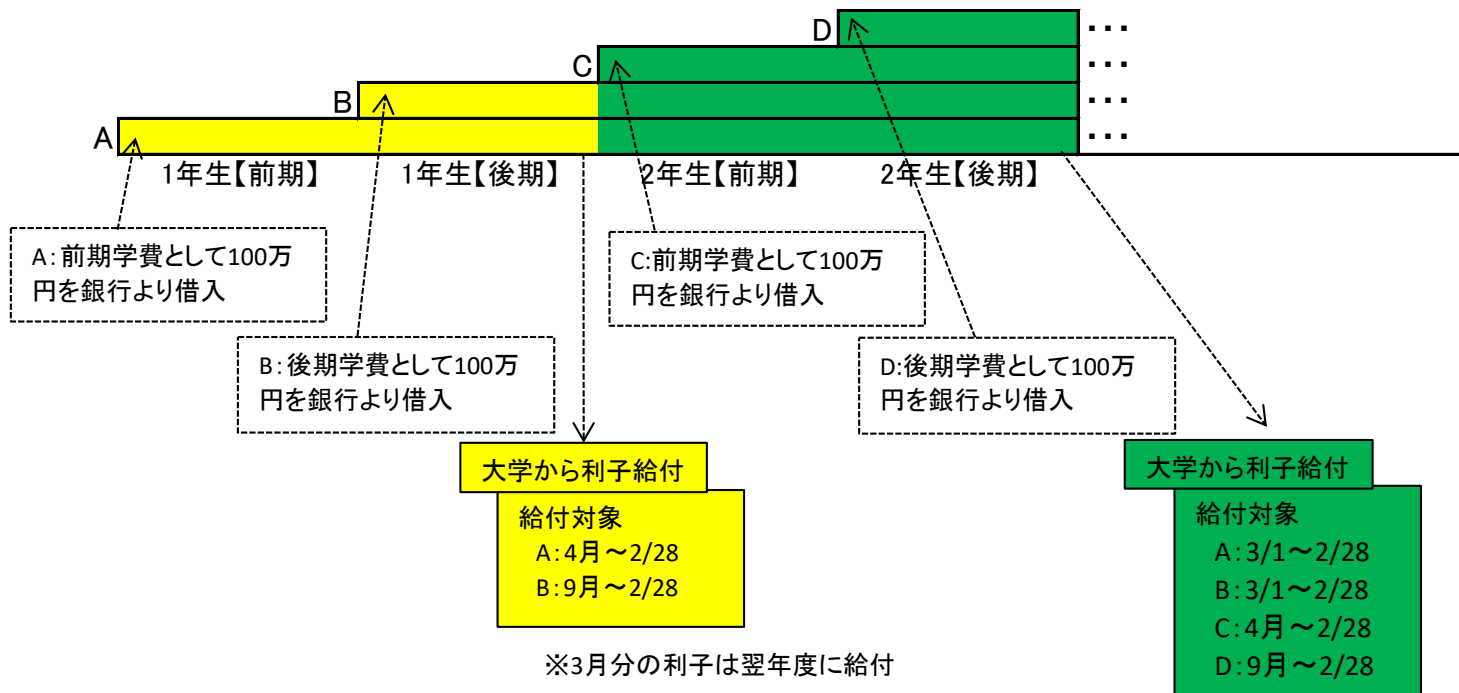 D
・・・
C
・・・
B
・・・
A
・・・
1年生【前期】
1年生【後期】
2年生【前期】
2年生【後期】
A：前期学費として100万
円を銀行より借入
B：後期学費として100万
円を銀行より借入
C:前期学費として100万
円を銀行より借入
D:後期学費として100万
円を銀行より借入
大学から利子給付
給付対象
A：4月～2/28
B：9月～2/28
大学から利子給付
給付対象
A：3/1～2/28
B：3/1～2/28
C：4月～2/28
D：9月～2/28
※3月分の利子は翌年度に給付